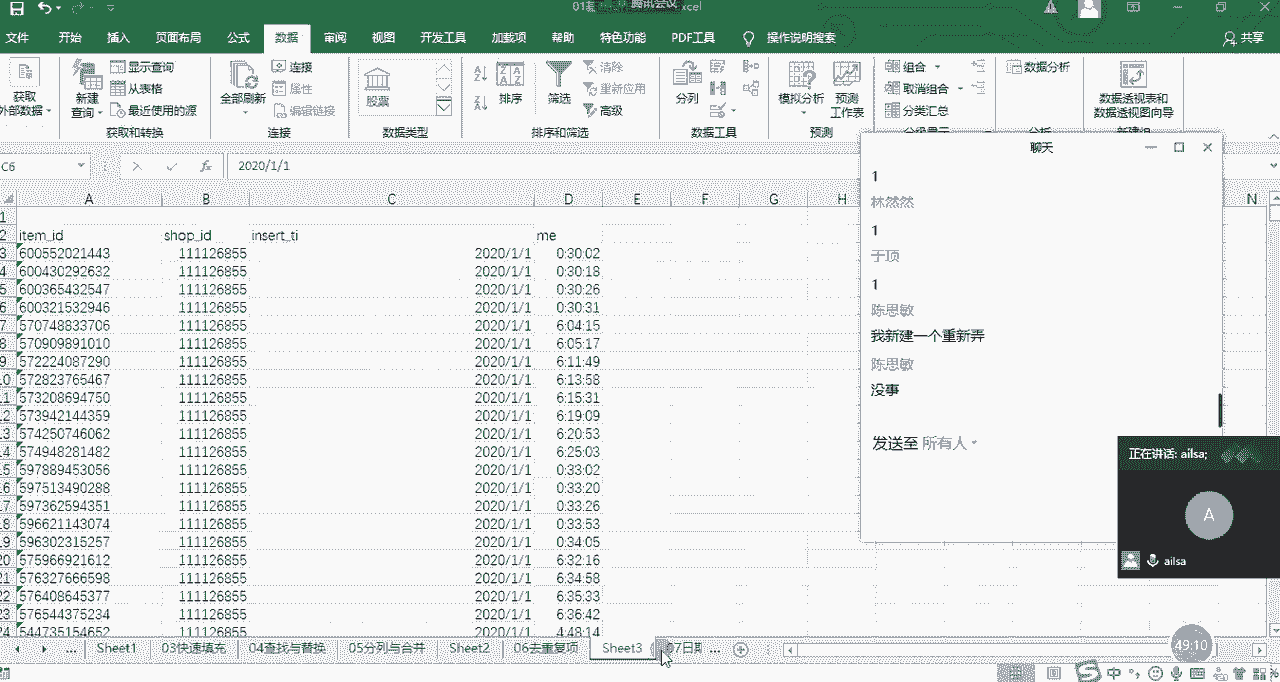 腾讯会议
文件 开始 插入 页面布局 公式 数据 审阅 视图 开发工具 加载项 帮助 特色功能 PDF工具 操作说明搜索 共享
获取 外部数据
新建 查询
显示查询
从表格
最近使用的源
获取和转换
全部刷新
连接
属性
编辑链接
连接
股票
数据类型
排序
筛选
清除
重新应用
高级
排序和筛选
分列
数据工具
模拟分析
预测 工作表
预测
组合
取消组合
分类汇总
数据分析
数据透视表和 数据透视图向导
C6 fx 2020/1/1
A B C D E F G H N
1
2 item_id shop_id insert_ti me
3 600552021443 111126855 2020/1/1 0:30:02
4 600430292632 111126855 2020/1/1 0:30:18
5 600365432547 111126855 2020/1/1 0:30:26
6 600321532946 111126855 2020/1/1 0:30:31
7 570748833706 111126855 2020/1/1 6:04:15
8 570909891010 111126855 2020/1/1 6:05:17
9 572224087290 111126855 2020/1/1 6:11:49
10 572823765467 111126855 2020/1/1 6:13:58
11 573208694750 111126855 2020/1/1 6:15:31
12 573942144359 111126855 2020/1/1 6:19:09
13 574250746062 111126855 2020/1/1 6:20:53
14 574948281482 111126855 2020/1/1 6:25:03
15 597889453056 111126855 2020/1/1 0:33:02
16 597513490288 111126855 2020/1/1 0:33:20
17 597362594351 111126855 2020/1/1 0:33:26
18 596621143074 111126855 2020/1/1 0:33:53
19 596302315257 111126855 2020/1/1 0:34:05
20 575966921612 111126855 2020/1/1 6:32:16
21 576327666598 111126855 2020/1/1 6:34:58
22 576408645377 111126855 2020/1/1 6:35:33
23 576544375234 111126855 2020/1/1 6:36:42
24 544735154652 111126855 2020/1/1 4:48:14
聊天
1
林然然
1
于顶
1
陈思敏
我新建一个重新弄
陈思敏
没事
发送至 所有人
正在讲话: ailsa;
A
ailsa
... Sheet1 03快速填充 04查找与替换 05分列与合并 Sheet2 06去重复项 Sheet3 07日期 ...
49:10
中